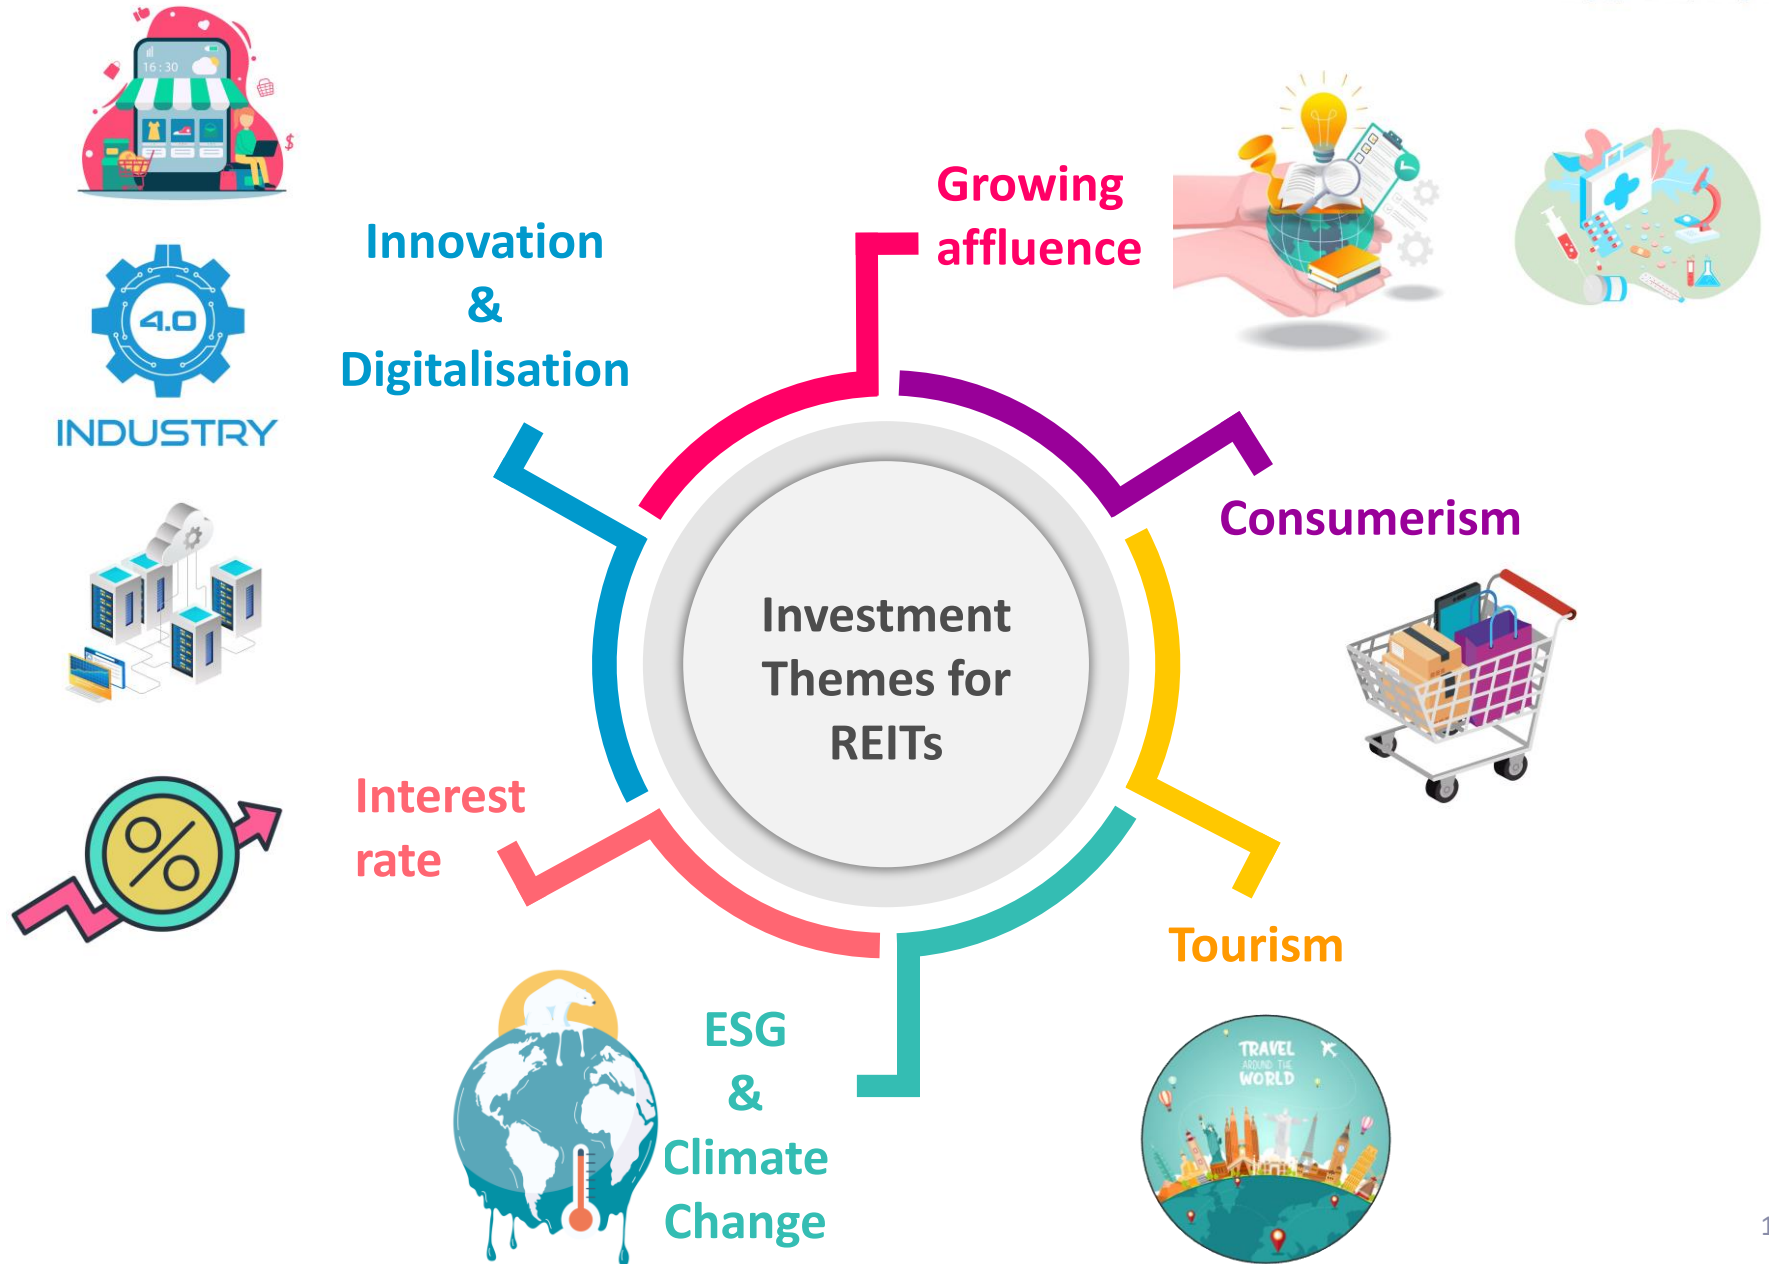 16:30
$
4.0
INDUSTRY
Innovation
&
Digitalisation
Growing
affluence
Consumerism
Investment
Themes for
REITs
Interest
rate
%
Tourism
ESG
&
Climate
Change
TRAVEL
AROUND THE
WORLD
1